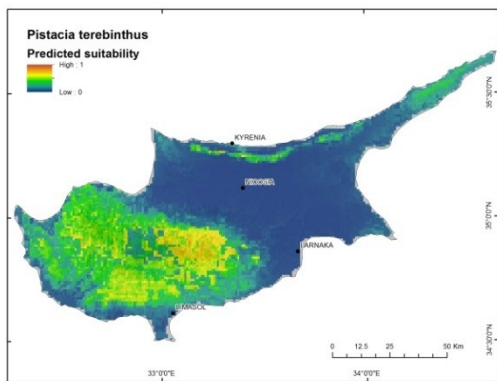 Pistacia terebinthus
Predicted suitability
High : 1
Low : 0
KYRENIA
NICOSIA
LARNAKA
LIMASOL
35°30'0"N
35°0'0"N
34°30'0"N
0 12.5 25 50 Km
33°0'0"E
34°0'0"E